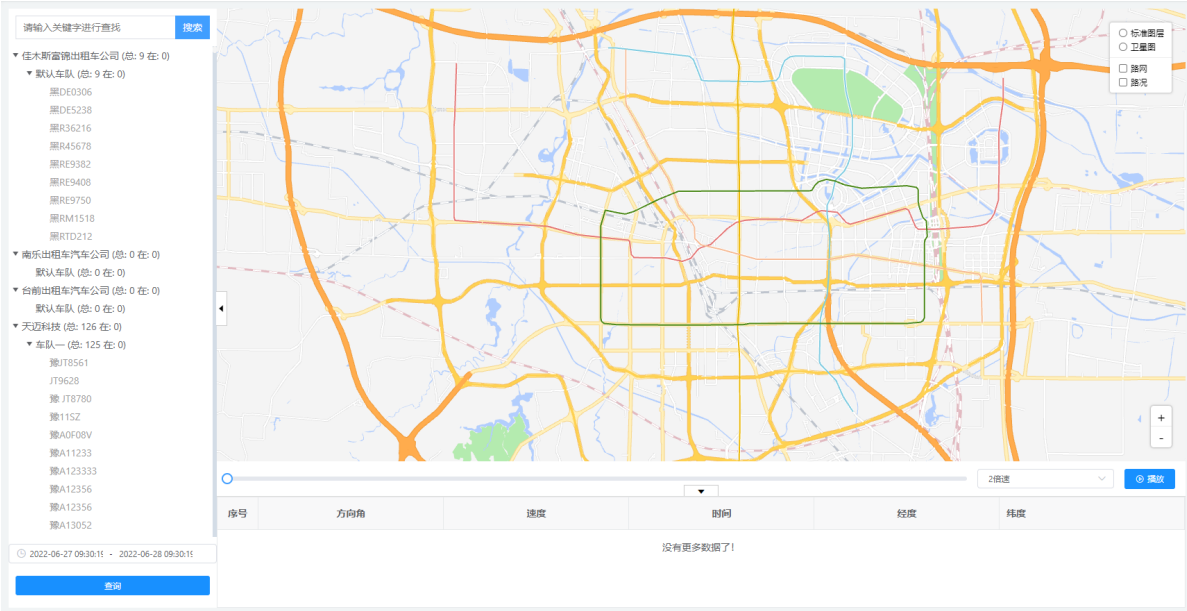 请输入关键字进行查找
搜索
佳木斯富锦出租车公司 (总: 9 在: 0)
默认车队 (总: 9 在: 0)
黑DE0306
黑DE5238
黑R36216
黑R45678
黑RE9382
黑RE9408
黑RE9750
黑RM1518
黑RTD212
南乐出租车汽车公司 (总: 0 在: 0)
默认车队 (总: 0 在: 0)
台前出租车汽车公司 (总: 0 在: 0)
默认车队 (总: 0 在: 0)
天迈科技 (总: 126 在: 0)
车队一 (总: 125 在: 0)
豫JT8561
JT9628
豫 JT8780
豫11SZ
豫A0F0BV
豫A11233
豫A123333
豫A12356
豫A12356
豫A13052
2022-06-27 09:30:19 - 2022-06-28 09:30:19
查询
标准图层
卫星图
路网
路况
+
-
2倍速
播放
序号 方向角 速度 时间 经度 纬度
没有更多数据了!